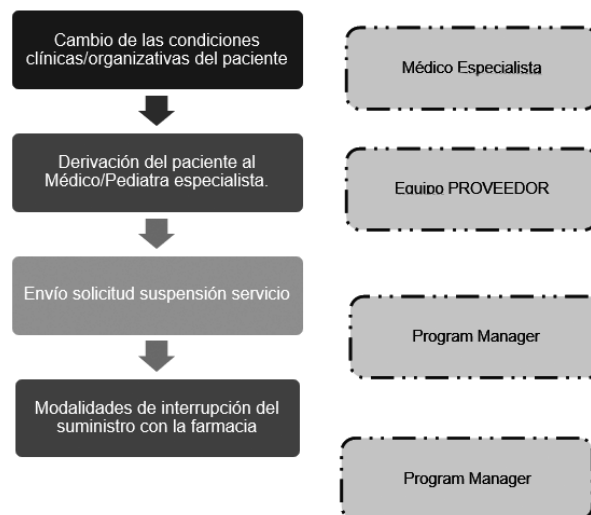 Cambio de las condiciones
clínicas/organizativas del paciente
Médico Especialista
Derivación del paciente al
Médico/Pediatra especialista.
Equipo PROVEEDOR
Envío solicitud suspensión servicio
Program Manager
Modalidades de interrupción del
suministro con la farmacia
Program Manager